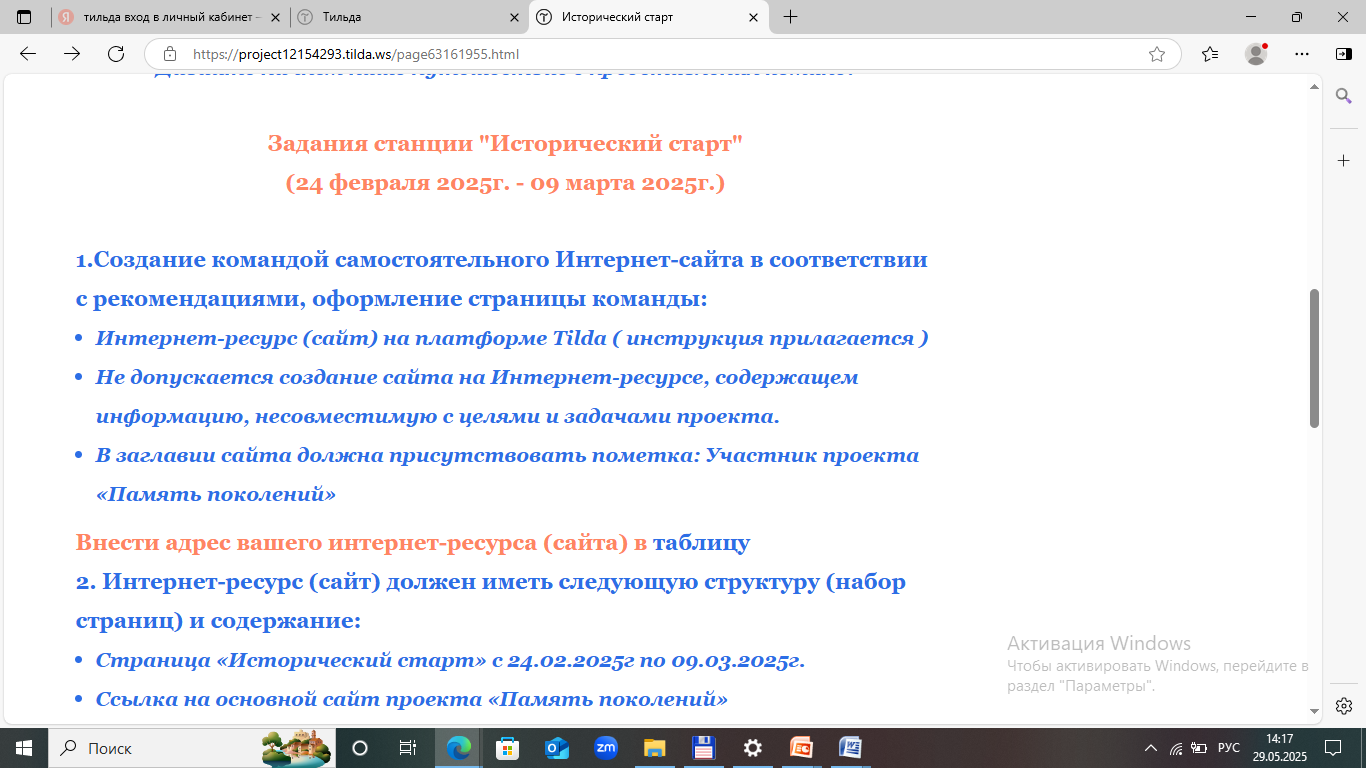 тильда вход в личный кабинет -
Тильда
Исторический старт
https://project12154293.tilda.ws/page63161955.html
Задания станции "Исторический старт"
(24 февраля 2025г. - 09 марта 2025г.)
1.Создание командой самостоятельного Интернет-сайта в соответствии
с рекомендациями, оформление страницы команды:
Интернет-ресурс (сайт) на платформе Tilda ( инструкция прилагается )
Не допускается создание сайта на Интернет-ресурсе, содержащем
информацию, несовместимую с целями и задачами проекта.
В заглавии сайта должна присутствовать пометка: Участник проекта
«Память поколений»
Внести адрес вашего интернет-ресурса (сайта) в таблицу
2. Интернет-ресурс (сайт) должен иметь следующую структуру (набор
страниц) и содержание:
Страница «Исторический старт» с 24.02.2025г по 09.03.2025г.
Ссылка на основной сайт проекта «Память поколений»
Активация Windows
Чтобы активировать Windows, перейдите в
раздел "Параметры".
Поиск
zm
РУС
14:17
29.05.2025